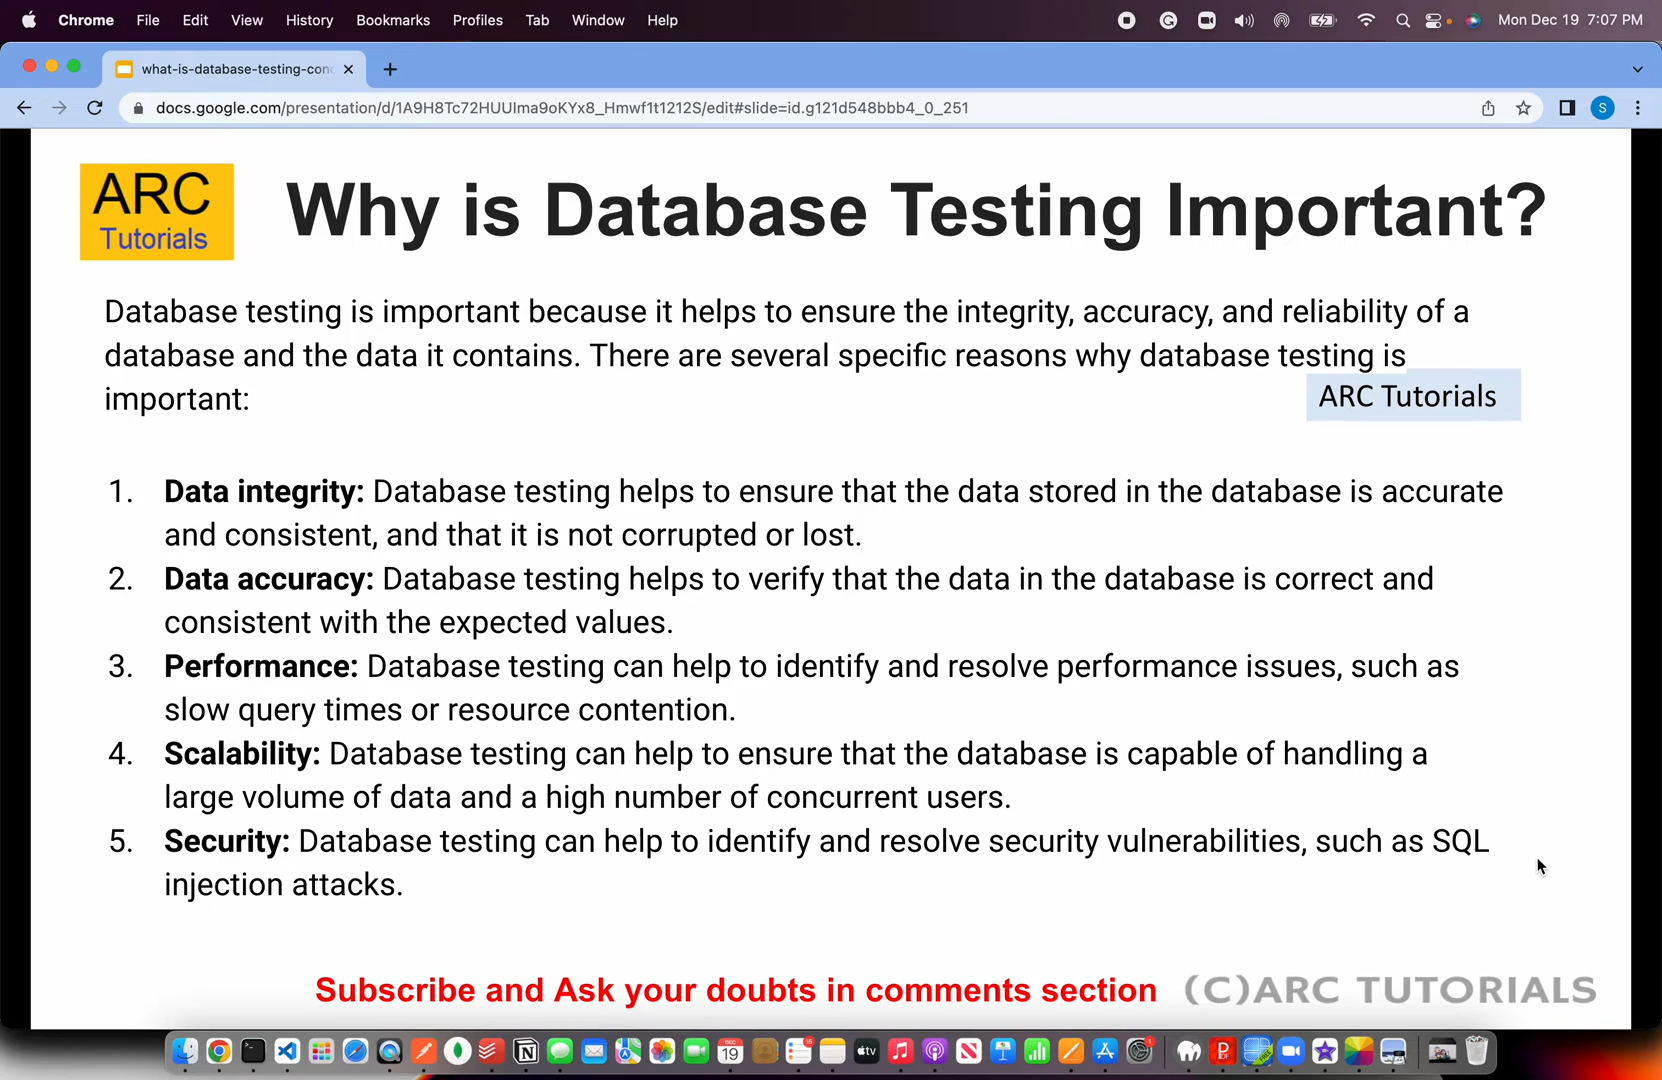 Chrome File Edit View History Bookmarks Profiles Tab Window Help Mon Dec 19 7:07 PM
what-is-database-testing-con
docs.google.com/presentation/d/1A9H8Tc72HUUIma9oKYx8_Hmwf1t1212S/edit#slide=id.g121d548bbb4_0_251 S
ARC
Tutorials
Why is Database Testing Important?
Database testing is important because it helps to ensure the integrity, accuracy, and reliability of a
database and the data it contains. There are several specific reasons why database testing is
important:
ARC Tutorials
1. Data integrity: Database testing helps to ensure that the data stored in the database is accurate
and consistent, and that it is not corrupted or lost.
2. Data accuracy: Database testing helps to verify that the data in the database is correct and
consistent with the expected values.
3. Performance: Database testing can help to identify and resolve performance issues, such as
slow query times or resource contention.
4. Scalability: Database testing can help to ensure that the database is capable of handling a
large volume of data and a high number of concurrent users.
5. Security: Database testing can help to identify and resolve security vulnerabilities, such as SQL
injection attacks.
Subscribe and Ask your doubts in comments section
(C)ARC TUTORIALS
DEC 19 tv